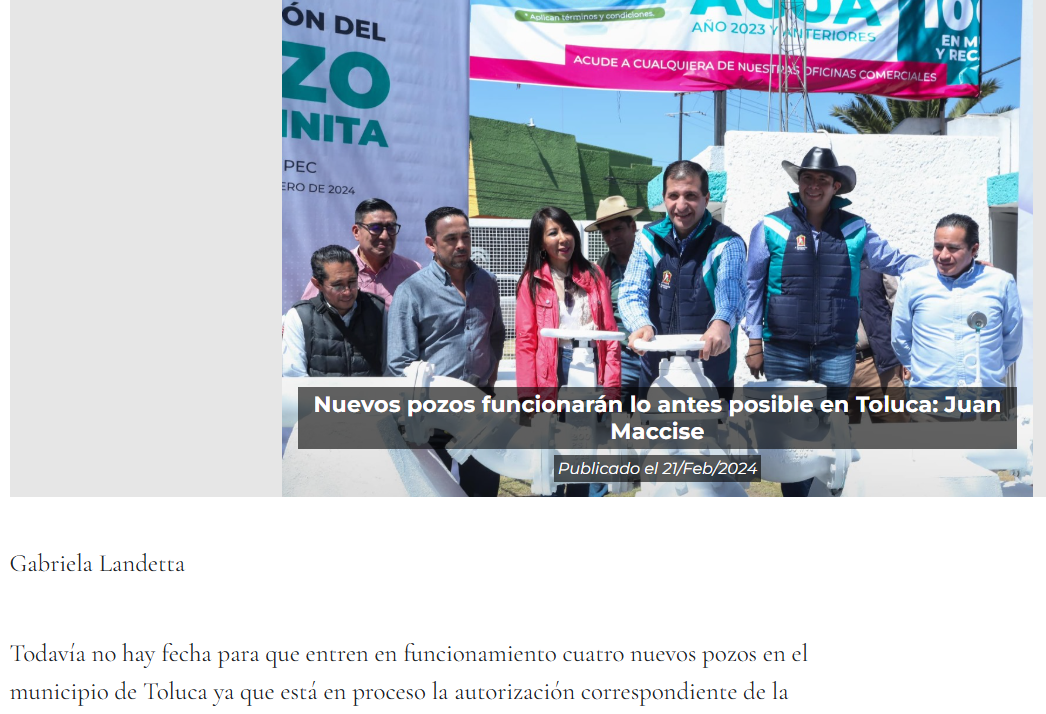 ÓN DEL
* Aplican términos y condiciones.
AGUA
AÑO 2023 Y ANTERIORES
100
EN M
Y REC
ACUDE A CUALQUIERA DE NUESTRAS OFICINAS COMERCIALES
ZO
INITA
PEC
ERO DE 2024
Nuevos pozos funcionarán lo antes posible en Toluca: Juan
Maccise
Publicado el 21/Feb/2024
Gabriela Landetta
Todavía no hay fecha para que entren en funcionamiento cuatro nuevos pozos en el
municipio de Toluca ya que está en proceso la autorización correspondiente de la